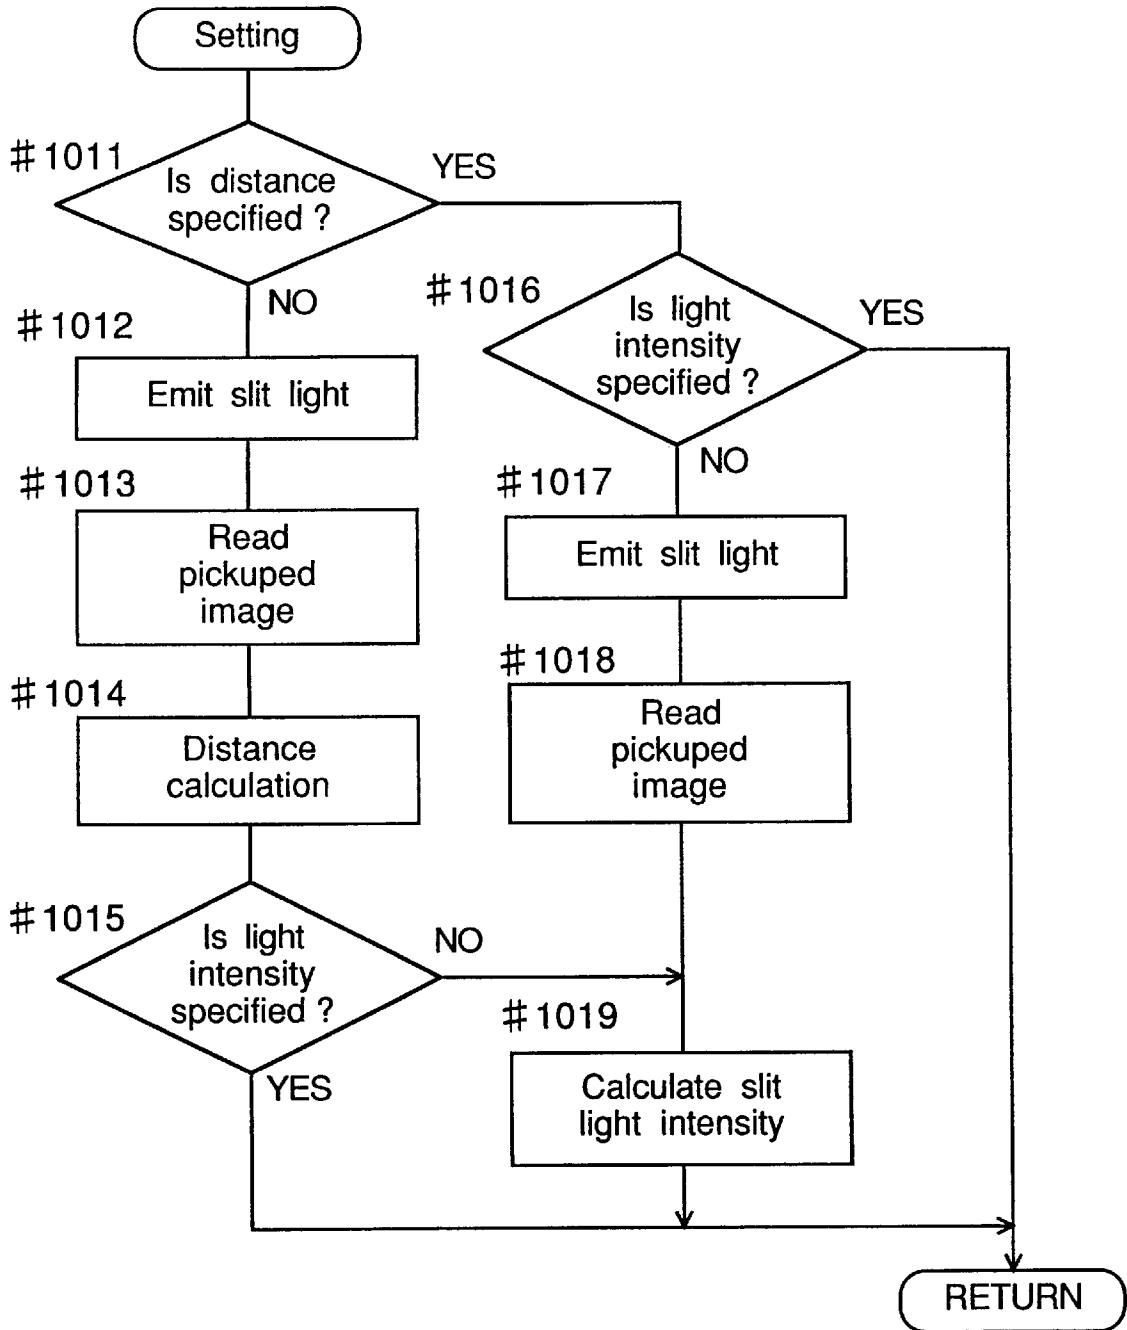 Setting
#1011
Is distance
specified ?
YES
NO
#1012
Emit slit light
#1013
Read
pickuped
image
#1014
Distance
calculation
#1015
Is light
intensity
specified ?
NO
YES
#1016
Is light
intensity
specified ?
YES
NO
#1017
Emit slit light
#1018
Read
pickuped
image
#1019
Calculate slit
light intensity
RETURN